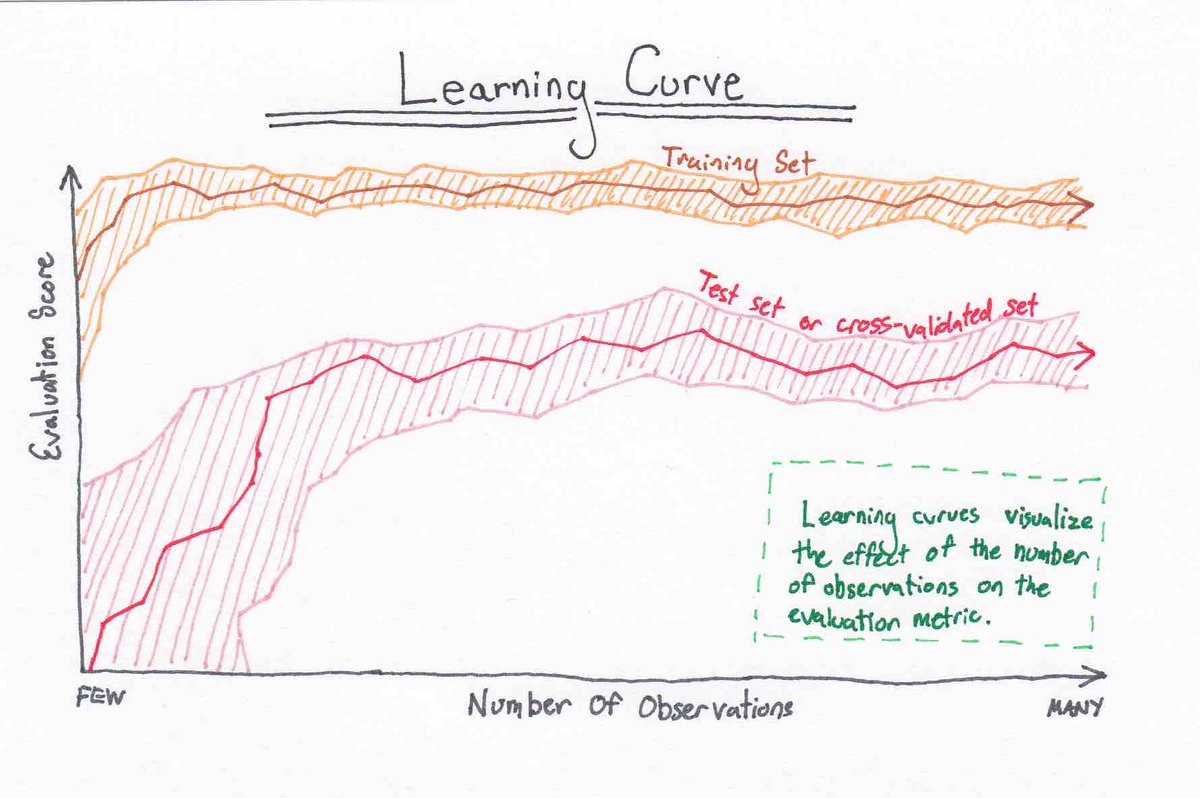 Learning Curve
Training Set
Test set or cross-validated set
Evaluation Score
Learning curves visualize
the effect of the number
of observations on the
evaluation metric.
FEW
Number Of Observations
MANY